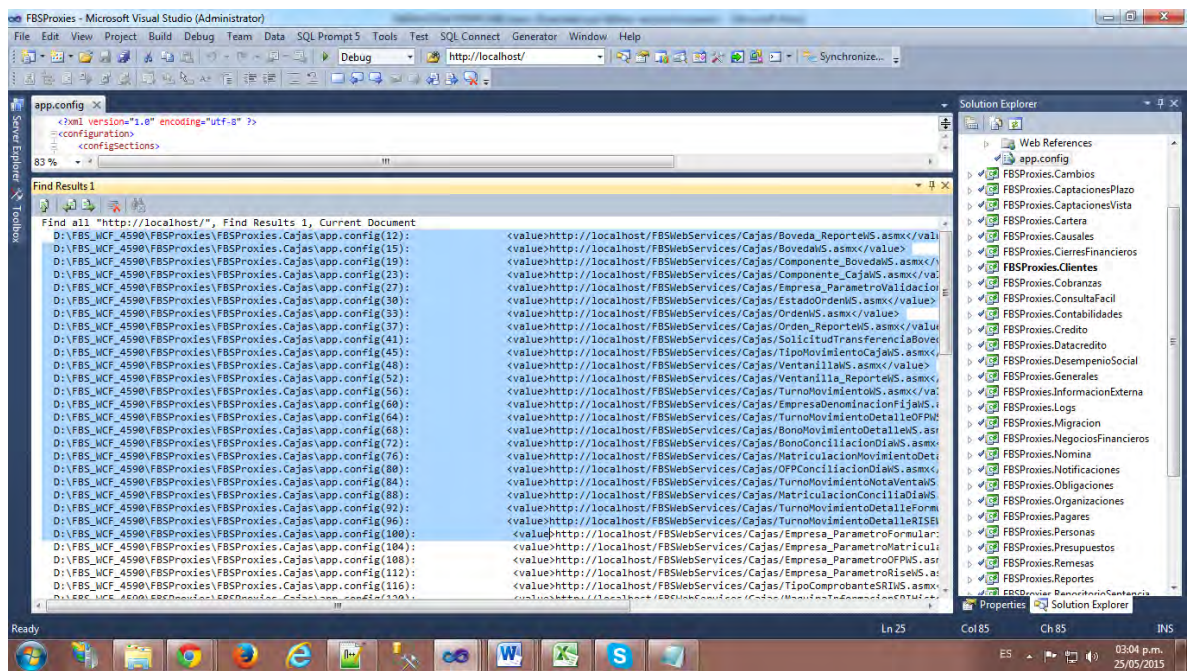 FBSProxies - Microsoft Visual Studio (Administrator)
File Edit View Project Build Debug Team Data SQL Prompt 5 Tools Test SQL Connect Generator Window Help
Debug http://localhost/ Synchronize...
app.config
<?xml version="1.0" encoding="utf-8" ?>
<configuration>
<configSections>
83 %
Find Results 1
Find all "http://localhost/", Find Results 1, Current Document
D:\FBS_WCF_4590\FBSProxies\FBSProxies.Cajas\app.config(12): <value>http://localhost/FBSWebServices/Cajas/Boveda_ReporteWS.asmx</valu
D:\FBS_WCF_4590\FBSProxies\FBSProxies.Cajas\app.config(15): <value>http://localhost/FBSWebServices/Cajas/BovedaWS.asmx</value>
D:\FBS_WCF_4590\FBSProxies\FBSProxies.Cajas\app.config(19): <value>http://localhost/FBSWebServices/Cajas/Componente_BovedaWS.asmx</v
D:\FBS_WCF_4590\FBSProxies\FBSProxies.Cajas\app.config(23): <value>http://localhost/FBSWebServices/Cajas/Componente_CajaWS.asmx</val
D:\FBS_WCF_4590\FBSProxies\FBSProxies.Cajas\app.config(27): <value>http://localhost/FBSWebServices/Cajas/Empresa_ParametroValidacion
D:\FBS_WCF_4590\FBSProxies\FBSProxies.Cajas\app.config(30): <value>http://localhost/FBSWebServices/Cajas/EstadoOrdenWS.asmx</value>
D:\FBS_WCF_4590\FBSProxies\FBSProxies.Cajas\app.config(33): <value>http://localhost/FBSWebServices/Cajas/OrdenWS.asmx</value>
D:\FBS_WCF_4590\FBSProxies\FBSProxies.Cajas\app.config(37): <value>http://localhost/FBSWebServices/Cajas/Orden_ReporteWS.asmx</value
D:\FBS_WCF_4590\FBSProxies\FBSProxies.Cajas\app.config(41): <value>http://localhost/FBSWebServices/Cajas/SolicitudTransferenciaBoved
D:\FBS_WCF_4590\FBSProxies\FBSProxies.Cajas\app.config(45): <value>http://localhost/FBSWebServices/Cajas/TipoMovimientoCajaWS.asmx</
D:\FBS_WCF_4590\FBSProxies\FBSProxies.Cajas\app.config(48): <value>http://localhost/FBSWebServices/Cajas/VentanillaWS.asmx</value>
D:\FBS_WCF_4590\FBSProxies\FBSProxies.Cajas\app.config(52): <value>http://localhost/FBSWebServices/Cajas/Ventanilla_ReporteWS.asmx</
D:\FBS_WCF_4590\FBSProxies\FBSProxies.Cajas\app.config(56): <value>http://localhost/FBSWebServices/Cajas/TurnoMovimientoWS.asmx</val
D:\FBS_WCF_4590\FBSProxies\FBSProxies.Cajas\app.config(60): <value>http://localhost/FBSWebServices/Cajas/EmpresaDenominacionFijaWS.a
D:\FBS_WCF_4590\FBSProxies\FBSProxies.Cajas\app.config(64): <value>http://localhost/FBSWebServices/Cajas/TurnoMovimientoDetalleOFPWS
D:\FBS_WCF_4590\FBSProxies\FBSProxies.Cajas\app.config(68): <value>http://localhost/FBSWebServices/Cajas/BonoMovimientoDetalleWS.asm
D:\FBS_WCF_4590\FBSProxies\FBSProxies.Cajas\app.config(72): <value>http://localhost/FBSWebServices/Cajas/BonoConciliacionDiaWS.asmx<
D:\FBS_WCF_4590\FBSProxies\FBSProxies.Cajas\app.config(76): <value>http://localhost/FBSWebServices/Cajas/MatriculacionMovimientoDeta
D:\FBS_WCF_4590\FBSProxies\FBSProxies.Cajas\app.config(80): <value>http://localhost/FBSWebServices/Cajas/OFPConciliacionDiaWS.asmx<
D:\FBS_WCF_4590\FBSProxies\FBSProxies.Cajas\app.config(84): <value>http://localhost/FBSWebServices/Cajas/TurnoMovimientoNotaVentaWS
D:\FBS_WCF_4590\FBSProxies\FBSProxies.Cajas\app.config(88): <value>http://localhost/FBSWebServices/Cajas/MatriculacionConciliaDiaWS
D:\FBS_WCF_4590\FBSProxies\FBSProxies.Cajas\app.config(92): <value>http://localhost/FBSWebServices/Cajas/TurnoMovimientoDetalleFormu
D:\FBS_WCF_4590\FBSProxies\FBSProxies.Cajas\app.config(96): <value>http://localhost/FBSWebServices/Cajas/TurnoMovimientoDetalleRISEW
D:\FBS_WCF_4590\FBSProxies\FBSProxies.Cajas\app.config(100): <value>http://localhost/FBSWebServices/Cajas/Empresa_ParametroFormular
D:\FBS_WCF_4590\FBSProxies\FBSProxies.Cajas\app.config(104): <value>http://localhost/FBSWebServices/Cajas/Empresa_ParametroMatricula
D:\FBS_WCF_4590\FBSProxies\FBSProxies.Cajas\app.config(108): <value>http://localhost/FBSWebServices/Cajas/Empresa_ParametroOFPWS.asm
D:\FBS_WCF_4590\FBSProxies\FBSProxies.Cajas\app.config(112): <value>http://localhost/FBSWebServices/Cajas/Empresa_ParametroRiseWS.as
D:\FBS_WCF_4590\FBSProxies\FBSProxies.Cajas\app.config(116): <value>http://localhost/FBSWebServices/Cajas/TipoComprobanteSRIWS.asmx<
Server Explorer
Toolbox
Solution Explorer
Web References
app.config
FBSProxies.Cambios
FBSProxies.CaptacionesPlazo
FBSProxies.CaptacionesVista
FBSProxies.Cartera
FBSProxies.Causales
FBSProxies.CierresFinancieros
FBSProxies.Clientes
FBSProxies.Cobranzas
FBSProxies.ConsultaFacil
FBSProxies.Contabilidades
FBSProxies.Credito
FBSProxies.Datacredito
FBSProxies.DesempenioSocial
FBSProxies.Generales
FBSProxies.InformacionExterna
FBSProxies.Logs
FBSProxies.Migracion
FBSProxies.NegociosFinancieros
FBSProxies.Nomina
FBSProxies.Notificaciones
FBSProxies.Obligaciones
FBSProxies.Organizaciones
FBSProxies.Pagares
FBSProxies.Personas
FBSProxies.Presupuestos
FBSProxies.Remesas
FBSProxies.Reportes
Properties Solution Explorer
Ready Ln 25 Col 85 Ch 85 INS
ES 03:04 p.m.
25/05/2015